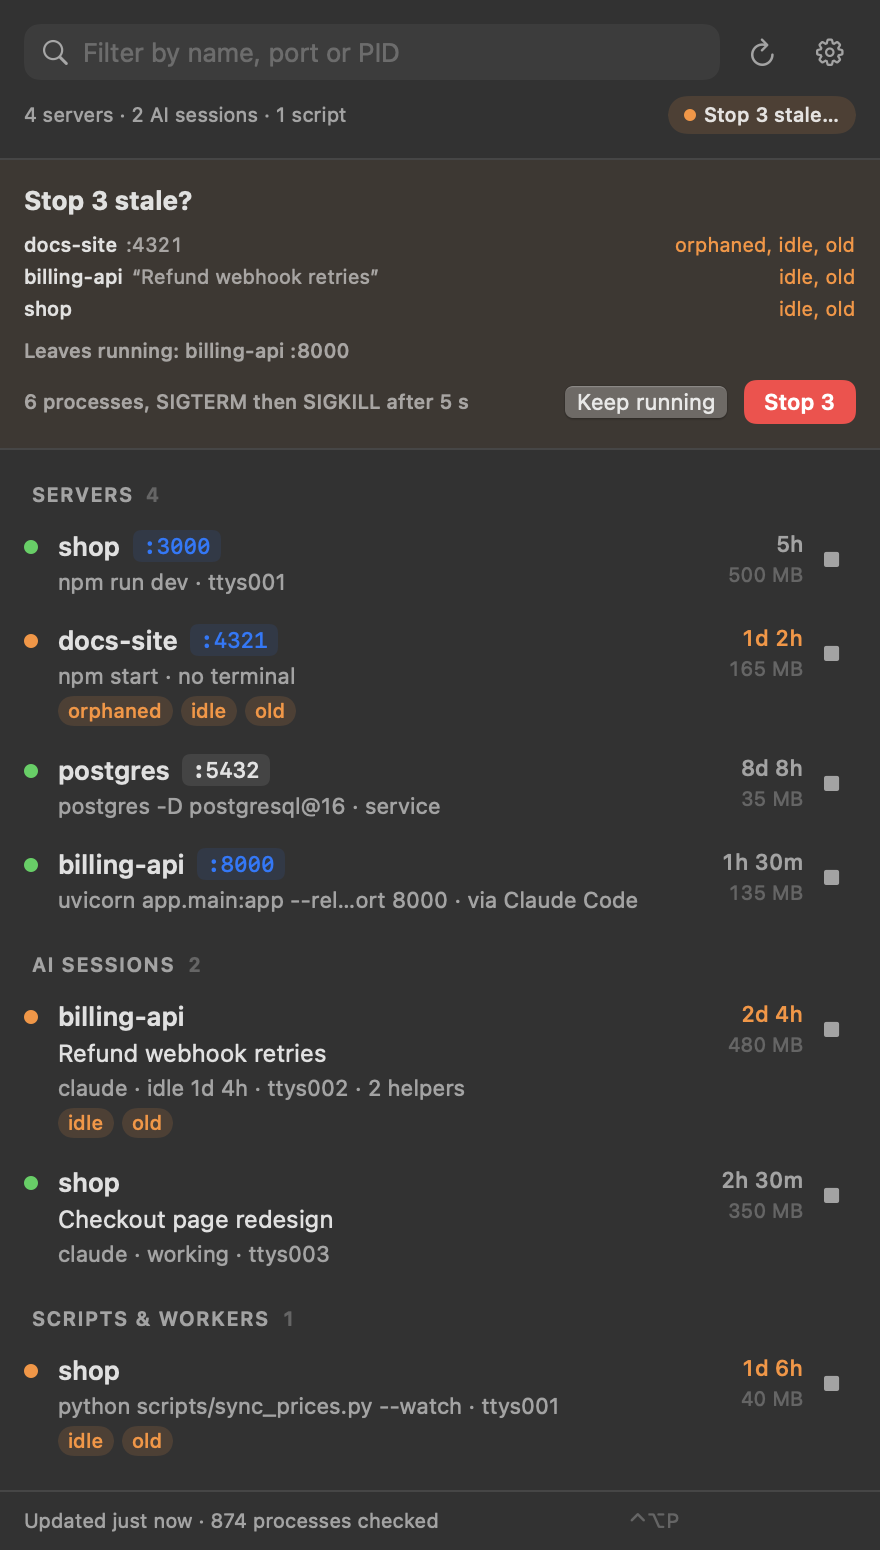 Filter by name, port or PID
4 servers · 2 AI sessions · 1 script
Stop 3 stale...
Stop 3 stale?
docs-site :4321 orphaned, idle, old
billing-api “Refund webhook retries” idle, old
shop idle, old
Leaves running: billing-api :8000
6 processes, SIGTERM then SIGKILL after 5 s
Keep running
Stop 3
SERVERS 4
shop :3000 5h
npm run dev · ttys001 500 MB
docs-site :4321 1d 2h
npm start · no terminal 165 MB
orphaned idle old
postgres :5432 8d 8h
postgres -D postgresql@16 · service 35 MB
billing-api :8000 1h 30m
uvicorn app.main:app --rel...ort 8000 · via Claude Code 135 MB
AI SESSIONS 2
billing-api 2d 4h
Refund webhook retries 480 MB
claude · idle 1d 4h · ttys002 · 2 helpers
idle old
shop 2h 30m
Checkout page redesign 350 MB
claude · working · ttys003
SCRIPTS & WORKERS 1
shop 1d 6h
python scripts/sync_prices.py --watch · ttys001 40 MB
idle old
Updated just now · 874 processes checked ^⌥P